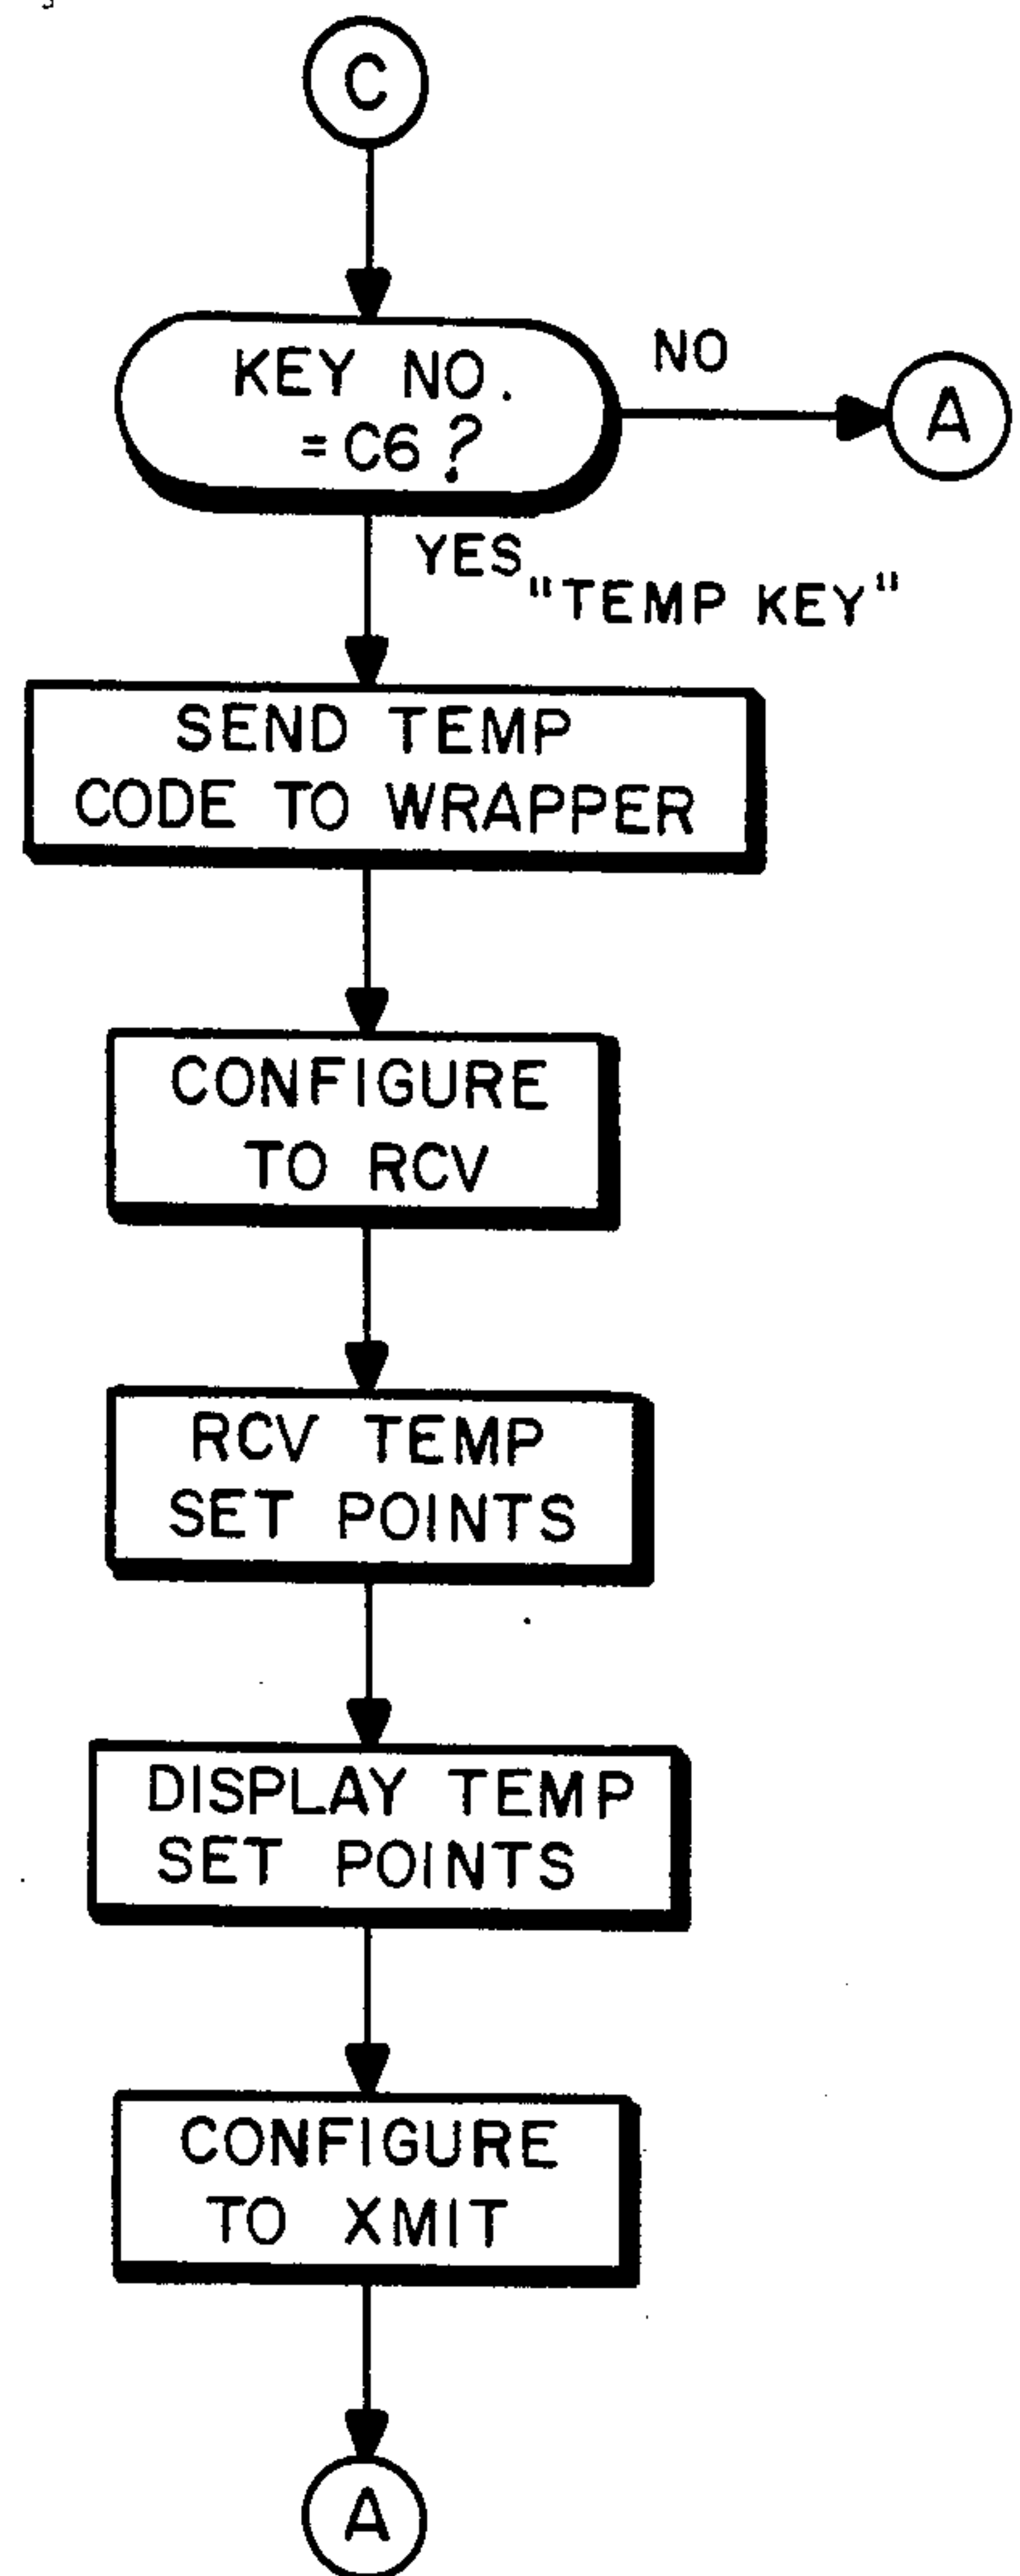 C
KEY NO.
= C6 ?
NO
A
YES
"TEMP KEY"
SEND TEMP
CODE TO WRAPPER
CONFIGURE
TO RCV
RCV TEMP
SET POINTS
DISPLAY TEMP
SET POINTS
CONFIGURE
TO XMIT
A